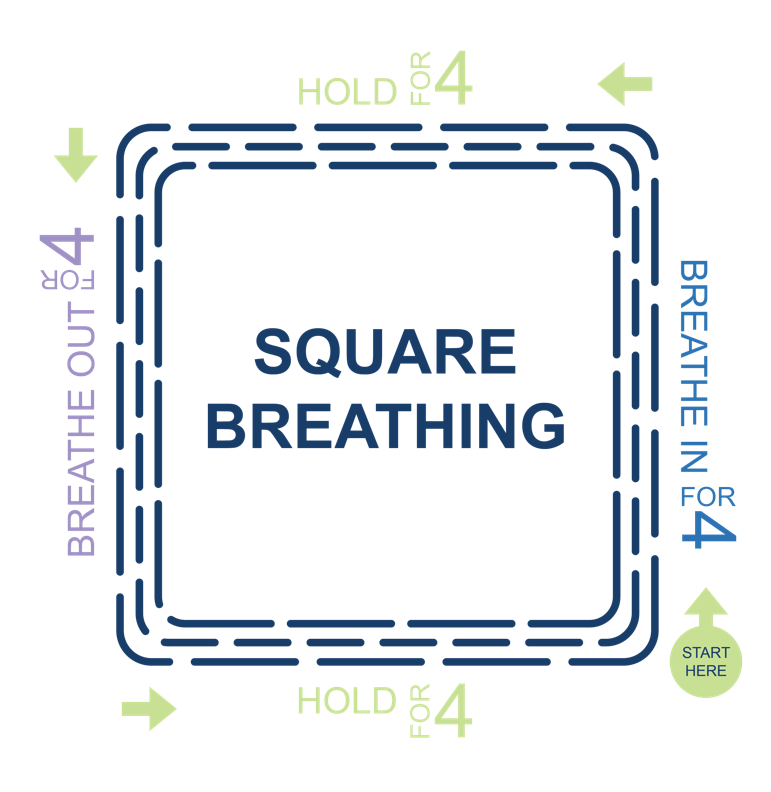 HOLD FOR 4
BREATHE OUT FOR 4
SQUARE
BREATHING
BREATHE IN FOR 4
START
HERE
HOLD FOR 4